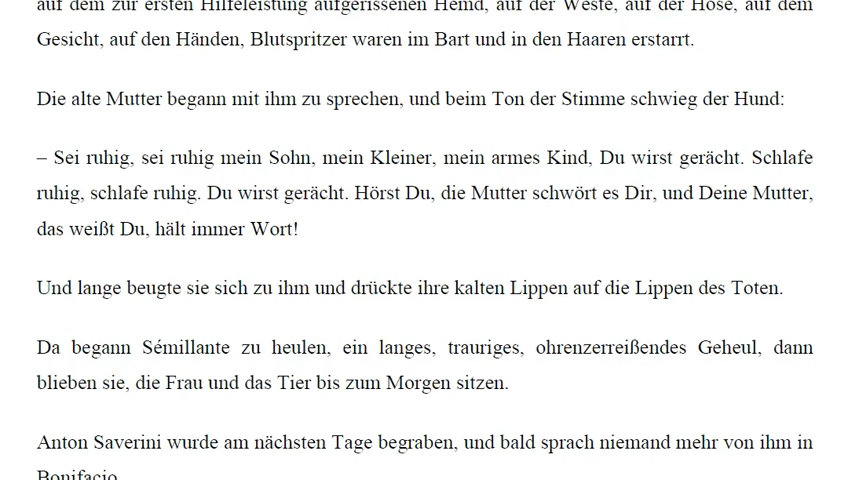 auf dem zur ersten Hilfeleistung aufgerissenen Hemd, auf der Weste, auf der Hose, auf dem
Gesicht, auf den Händen, Blutspritzer waren im Bart und in den Haaren erstarrt.
Die alte Mutter begann mit ihm zu sprechen, und beim Ton der Stimme schwieg der Hund:
– Sei ruhig, sei ruhig mein Sohn, mein Kleiner, mein armes Kind, Du wirst gerächt. Schlafe
ruhig, schlafe ruhig. Du wirst gerächt. Hörst Du, die Mutter schwört es Dir, und Deine Mutter,
das weißt Du, hält immer Wort!
Und lange beugte sie sich zu ihm und drückte ihre kalten Lippen auf die Lippen des Toten.
Da begann Sémillante zu heulen, ein langes, trauriges, ohrenzerreißendes Geheul, dann
blieben sie, die Frau und das Tier bis zum Morgen sitzen.
Anton Saverini wurde am nächsten Tage begraben, und bald sprach niemand mehr von ihm in
Bonifacio.